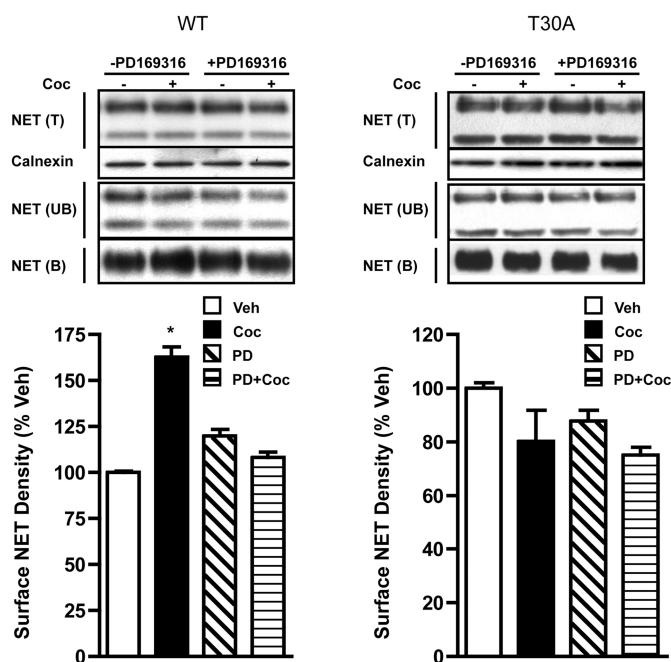 WT
-PD169316 +PD169316
Coc - + - +
NET (T)
Calnexin
NET (UB)
NET (B)
Veh
Coc
PD
PD+Coc
*
Surface NET Density (% Veh)
175
150
125
100
75
50
25
0
T30A
-PD169316 +PD169316
Coc - + - +
NET (T)
Calnexin
NET (UB)
NET (B)
Veh
Coc
PD
PD+Coc
Surface NET Density (% Veh)
120
100
80
60
40
20
0